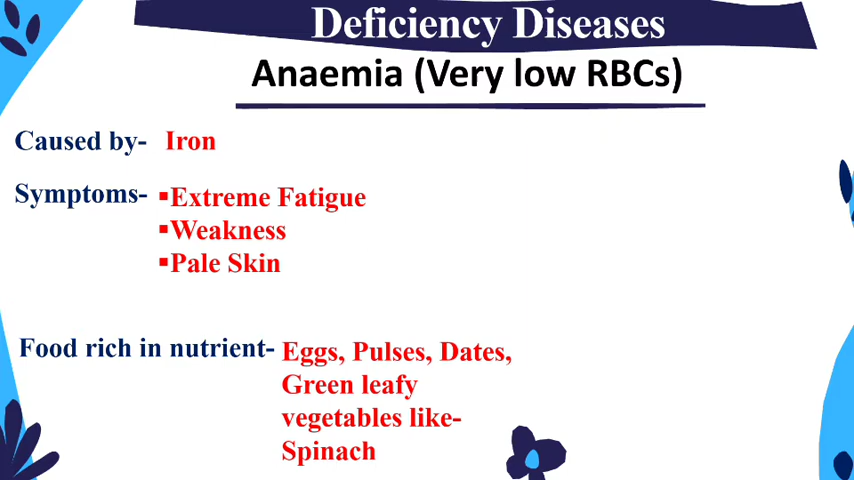 Deficiency Diseases
Anaemia (Very low RBCs)
Caused by- Iron
Symptoms- ▪Extreme Fatigue
▪Weakness
▪Pale Skin
Food rich in nutrient- Eggs, Pulses, Dates,
Green leafy
vegetables like-
Spinach